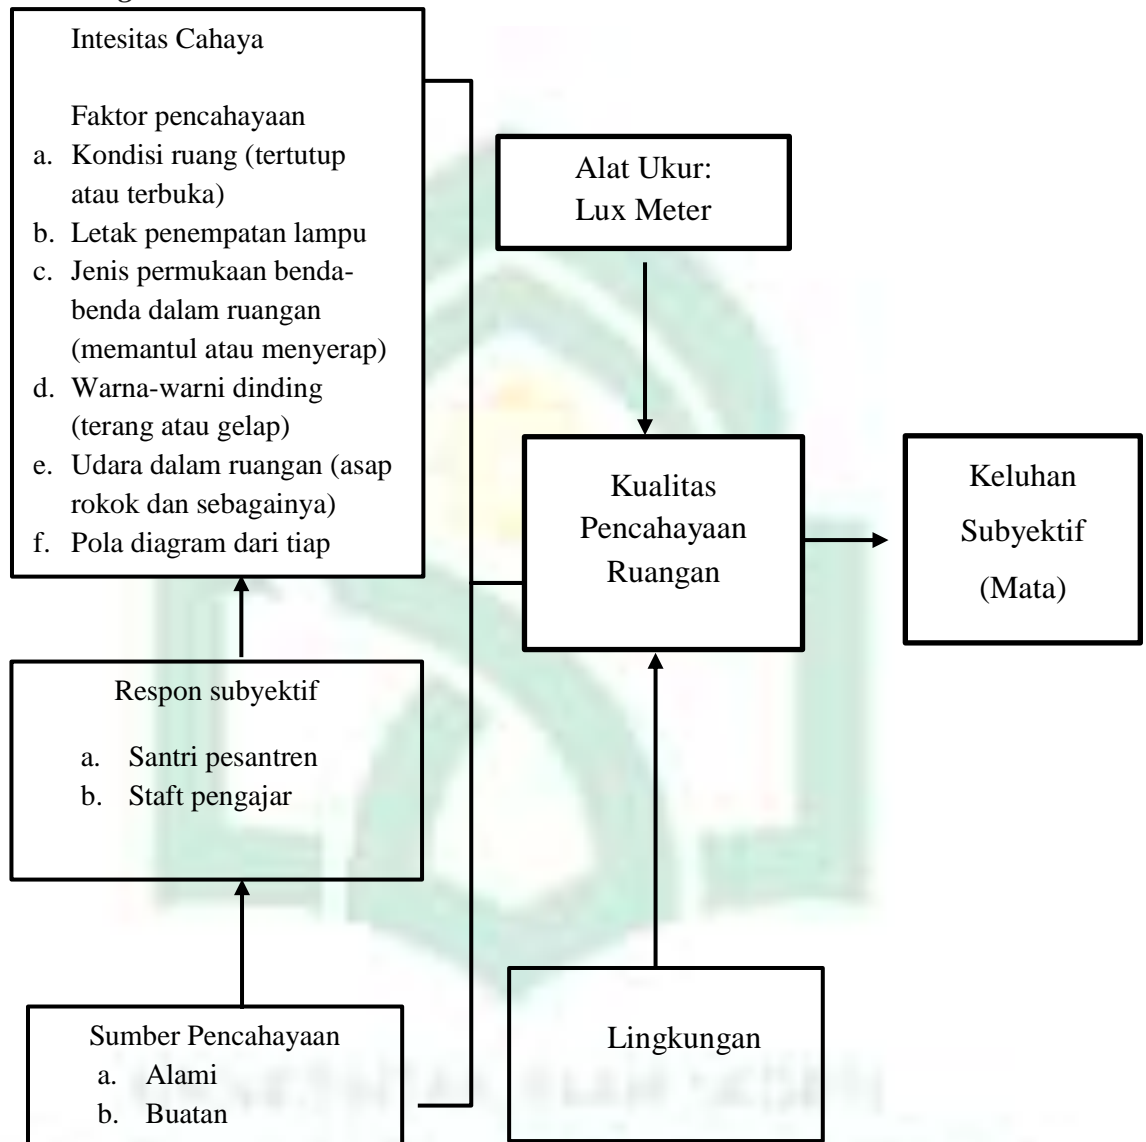 Intesitas Cahaya
Faktor pencahayaan
a. Kondisi ruang (tertutup
atau terbuka)
b. Letak penempatan lampu
c. Jenis permukaan benda-
benda dalam ruangan
(memantul atau menyerap)
d. Warna-warni dinding
(terang atau gelap)
e. Udara dalam ruangan (asap
rokok dan sebagainya)
f. Pola diagram dari tiap
Respon subyektif
a. Santri pesantren
b. Staft pengajar
Sumber Pencahayaan
a. Alami
b. Buatan
Alat Ukur:
Lux Meter
Kualitas
Pencahayaan
Ruangan
Lingkungan
Keluhan
Subyektif
(Mata)